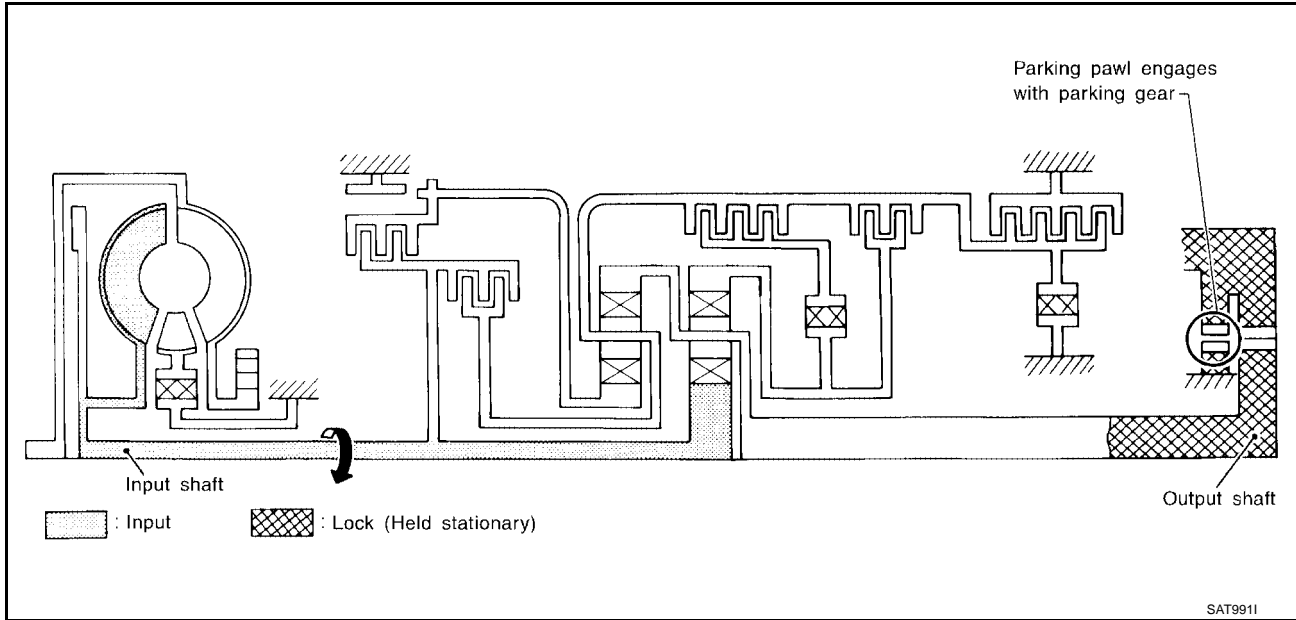 Parking pawl engages
with parking gear
Input shaft
Output shaft
: Input
: Lock (Held stationary)
SAT991I